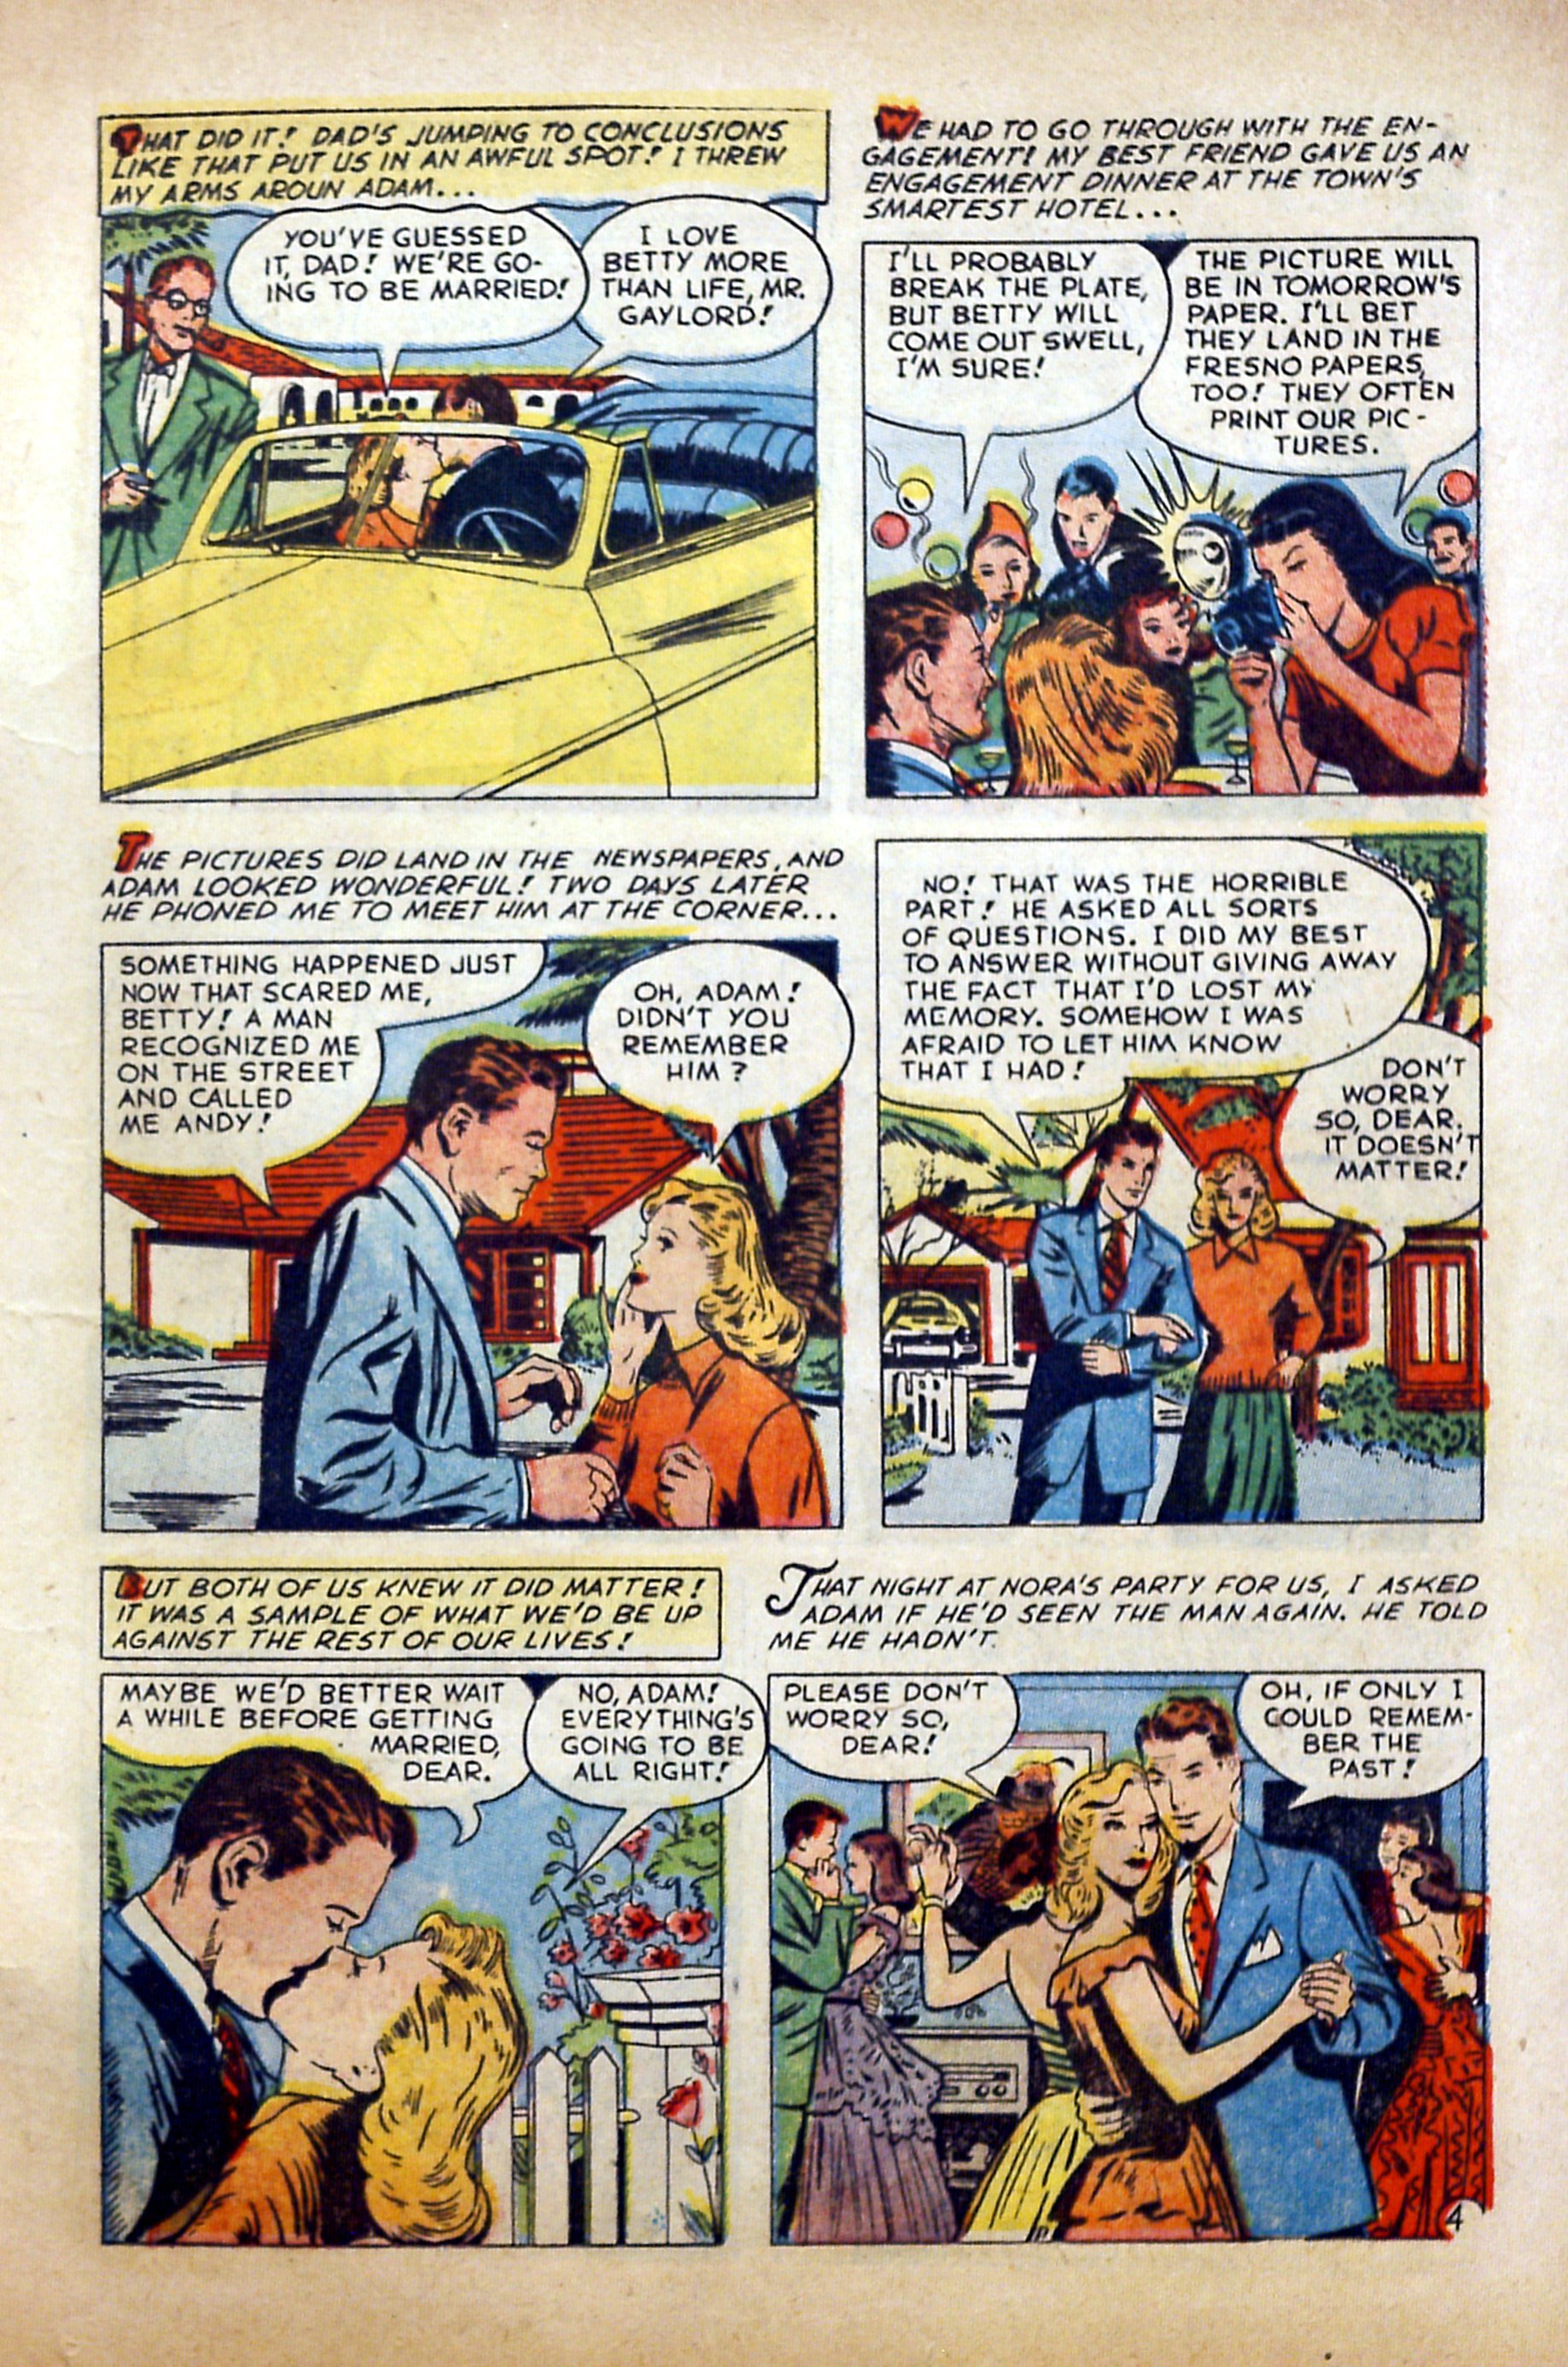 THAT DID IT! DAD'S JUMPING TO CONCLUSIONS
LIKE THAT PUT US IN AN AWFUL SPOT! I THREW
MY ARMS AROUN ADAM...
YOU'VE GUESSED
IT, DAD! WE'RE GO-
ING TO BE MARRIED!
I LOVE
BETTY MORE
THAN LIFE, MR.
GAYLORD!
WE HAD TO GO THROUGH WITH THE EN-
GAGEMENT! MY BEST FRIEND GAVE US AN
ENGAGEMENT DINNER AT THE TOWN'S
SMARTEST HOTEL...
I'LL PROBABLY
BREAK THE PLATE,
BUT BETTY WILL
COME OUT SWELL,
I'M SURE!
THE PICTURE WILL
BE IN TOMORROW'S
PAPER. I'LL BET
THEY LAND IN THE
FRESNO PAPERS,
TOO! THEY OFTEN
PRINT OUR PIC-
TURES.
THE PICTURES DID LAND IN THE NEWSPAPERS, AND
ADAM LOOKED WONDERFUL! TWO DAYS LATER
HE PHONED ME TO MEET HIM AT THE CORNER...
SOMETHING HAPPENED JUST
NOW THAT SCARED ME,
BETTY! A MAN
RECOGNIZED ME
ON THE STREET
AND CALLED
ME ANDY!
OH, ADAM!
DIDN'T YOU
REMEMBER
HIM?
NO! THAT WAS THE HORRIBLE
PART! HE ASKED ALL SORTS
OF QUESTIONS. I DID MY BEST
TO ANSWER WITHOUT GIVING AWAY
THE FACT THAT I'D LOST MY
MEMORY. SOMEHOW I WAS
AFRAID TO LET HIM KNOW
THAT I HAD!
DON'T
WORRY
SO, DEAR.
IT DOESN'T
MATTER!
BUT BOTH OF US KNEW IT DID MATTER!
IT WAS A SAMPLE OF WHAT WE'D BE UP
AGAINST THE REST OF OUR LIVES!
MAYBE WE'D BETTER WAIT
A WHILE BEFORE GETTING
MARRIED,
DEAR.
NO, ADAM!
EVERYTHING'S
GOING TO BE
ALL RIGHT!
THAT NIGHT AT NORA'S PARTY FOR US, I ASKED
ADAM IF HE'D SEEN THE MAN AGAIN. HE TOLD
ME HE HADN'T.
PLEASE DON'T
WORRY SO,
DEAR!
OH, IF ONLY I
COULD REMEM-
BER THE
PAST!
4